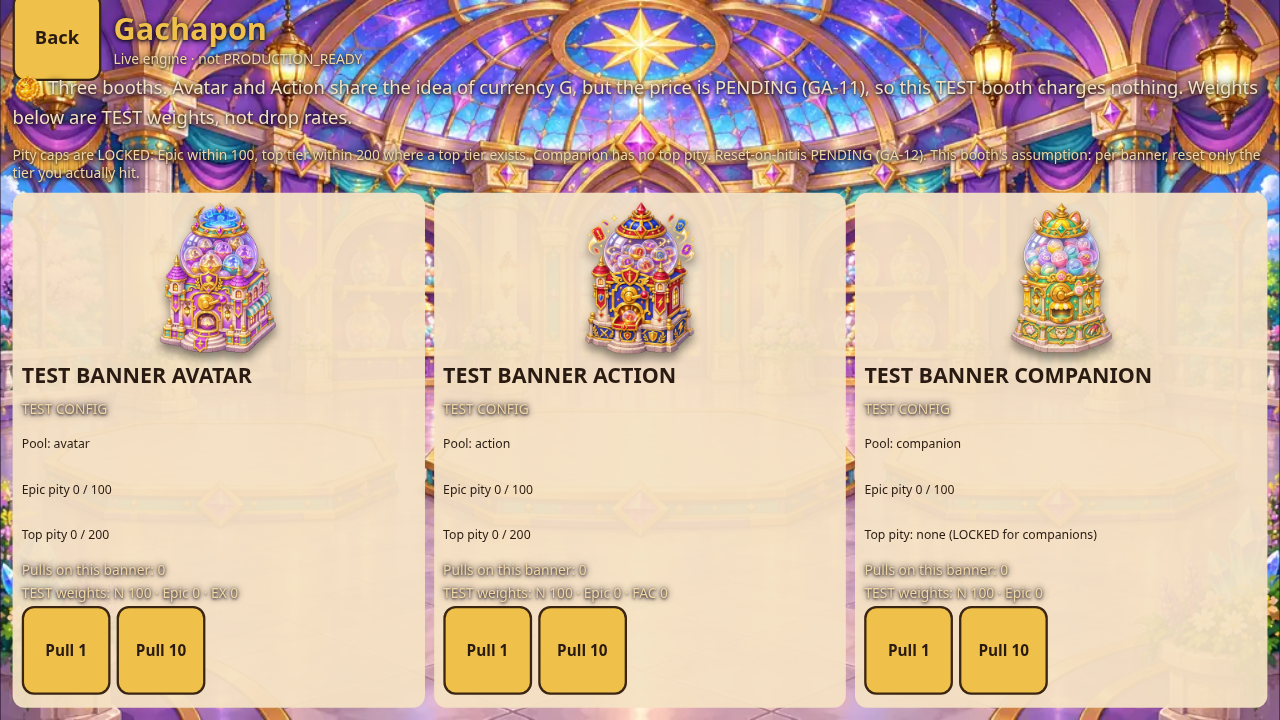 Back
Gachapon
Live engine · not PRODUCTION_READY
Three booths. Avatar and Action share the idea of currency G, but the price is PENDING (GA-11), so this TEST booth charges nothing. Weights
below are TEST weights, not drop rates.
Pity caps are LOCKED: Epic within 100, top tier within 200 where a top tier exists. Companion has no top pity. Reset-on-hit is PENDING (GA-12). This booth's assumption: per banner, reset only the
tier you actually hit.
TEST BANNER AVATAR
TEST CONFIG
Pool: avatar
Epic pity 0 / 100
Top pity 0 / 200
Pulls on this banner: 0
TEST weights: N 100 · Epic 0 · EX 0
Pull 1
Pull 10
TEST BANNER ACTION
TEST CONFIG
Pool: action
Epic pity 0 / 100
Top pity 0 / 200
Pulls on this banner: 0
TEST weights: N 100 · Epic 0 · FAC 0
Pull 1
Pull 10
TEST BANNER COMPANION
TEST CONFIG
Pool: companion
Epic pity 0 / 100
Top pity: none (LOCKED for companions)
Pulls on this banner: 0
TEST weights: N 100 · Epic 0
Pull 1
Pull 10